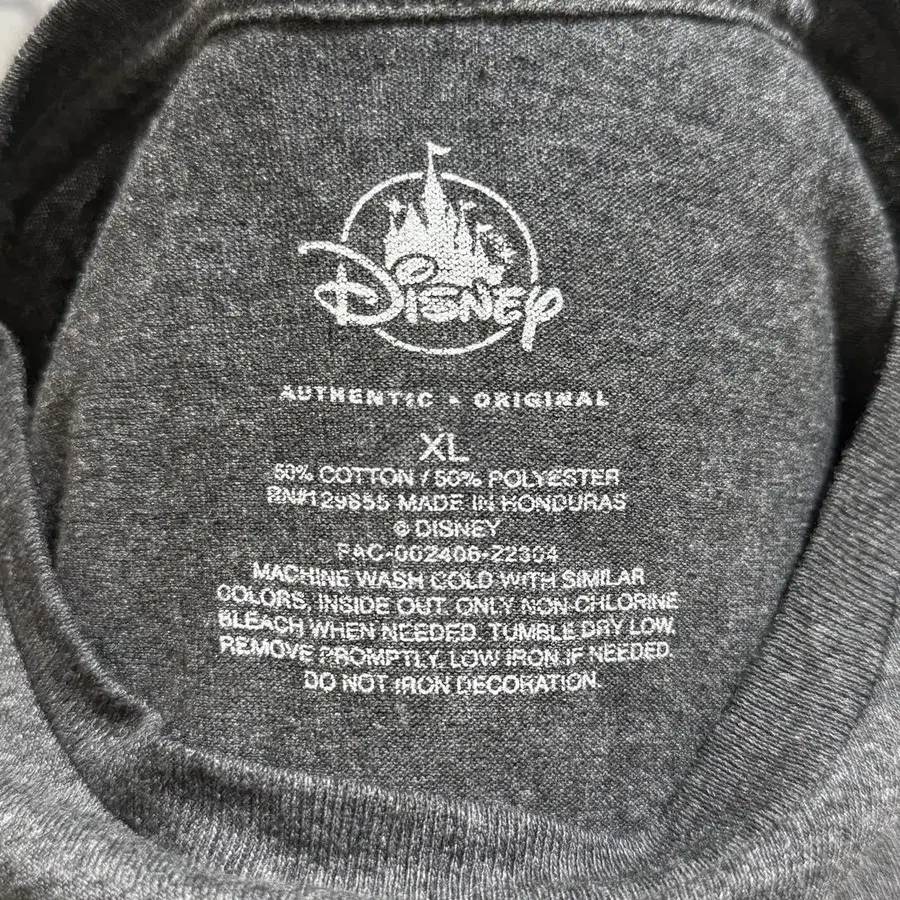 Disney
AUTHENTIC • ORIGINAL
XL
50% COTTON / 50% POLYESTER
RN#129855 MADE IN HONDURAS
© DISNEY
FAC-002406-22304
MACHINE WASH COLD WITH SIMILAR
COLORS, INSIDE OUT. ONLY NON-CHLORINE
BLEACH WHEN NEEDED. TUMBLE DRY LOW.
REMOVE PROMPTLY. LOW IRON IF NEEDED.
DO NOT IRON DECORATION.